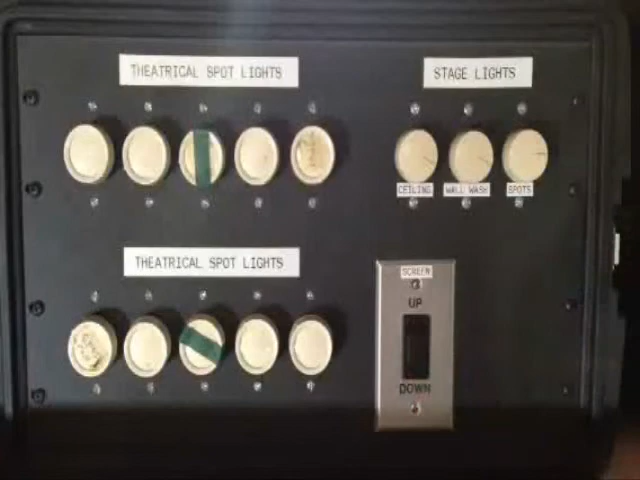 THEATRICAL SPOT LIGHTS
STAGE LIGHTS
CEILING
WALL WASH
SPOTS
THEATRICAL SPOT LIGHTS
SCREEN
UP
DOWN